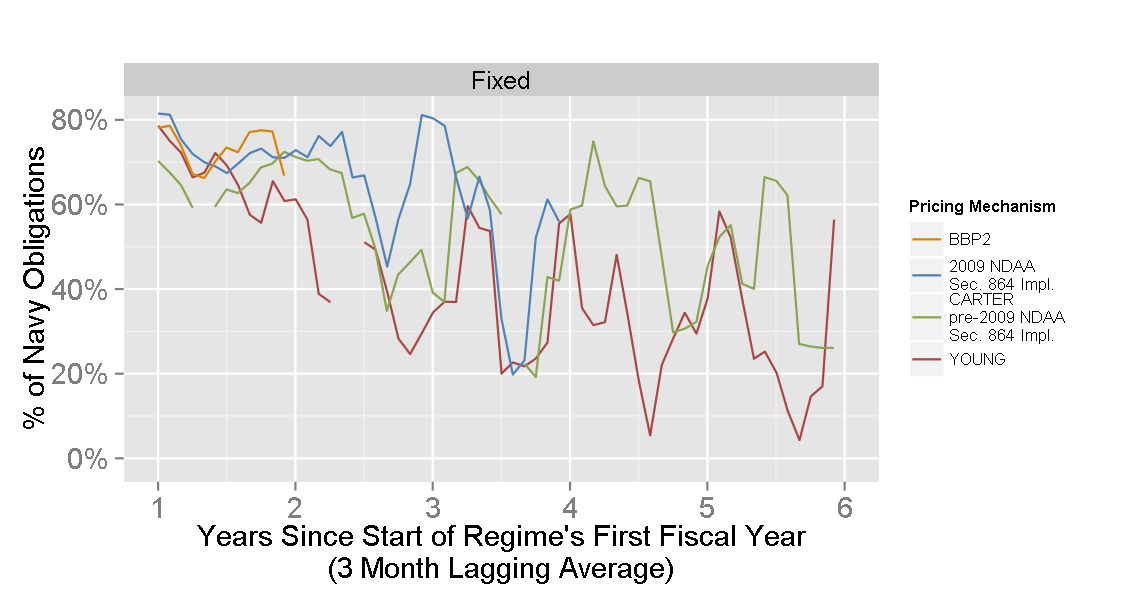 Fixed
80%
60%
40%
20%
0%
% of Navy Obligations
1 2 3 4 5 6
Years Since Start of Regime's First Fiscal Year
(3 Month Lagging Average)
Pricing Mechanism
BBP2
2009 NDAA
Sec. 864 Impl.
CARTER
pre-2009 NDAA
Sec. 864 Impl.
YOUNG